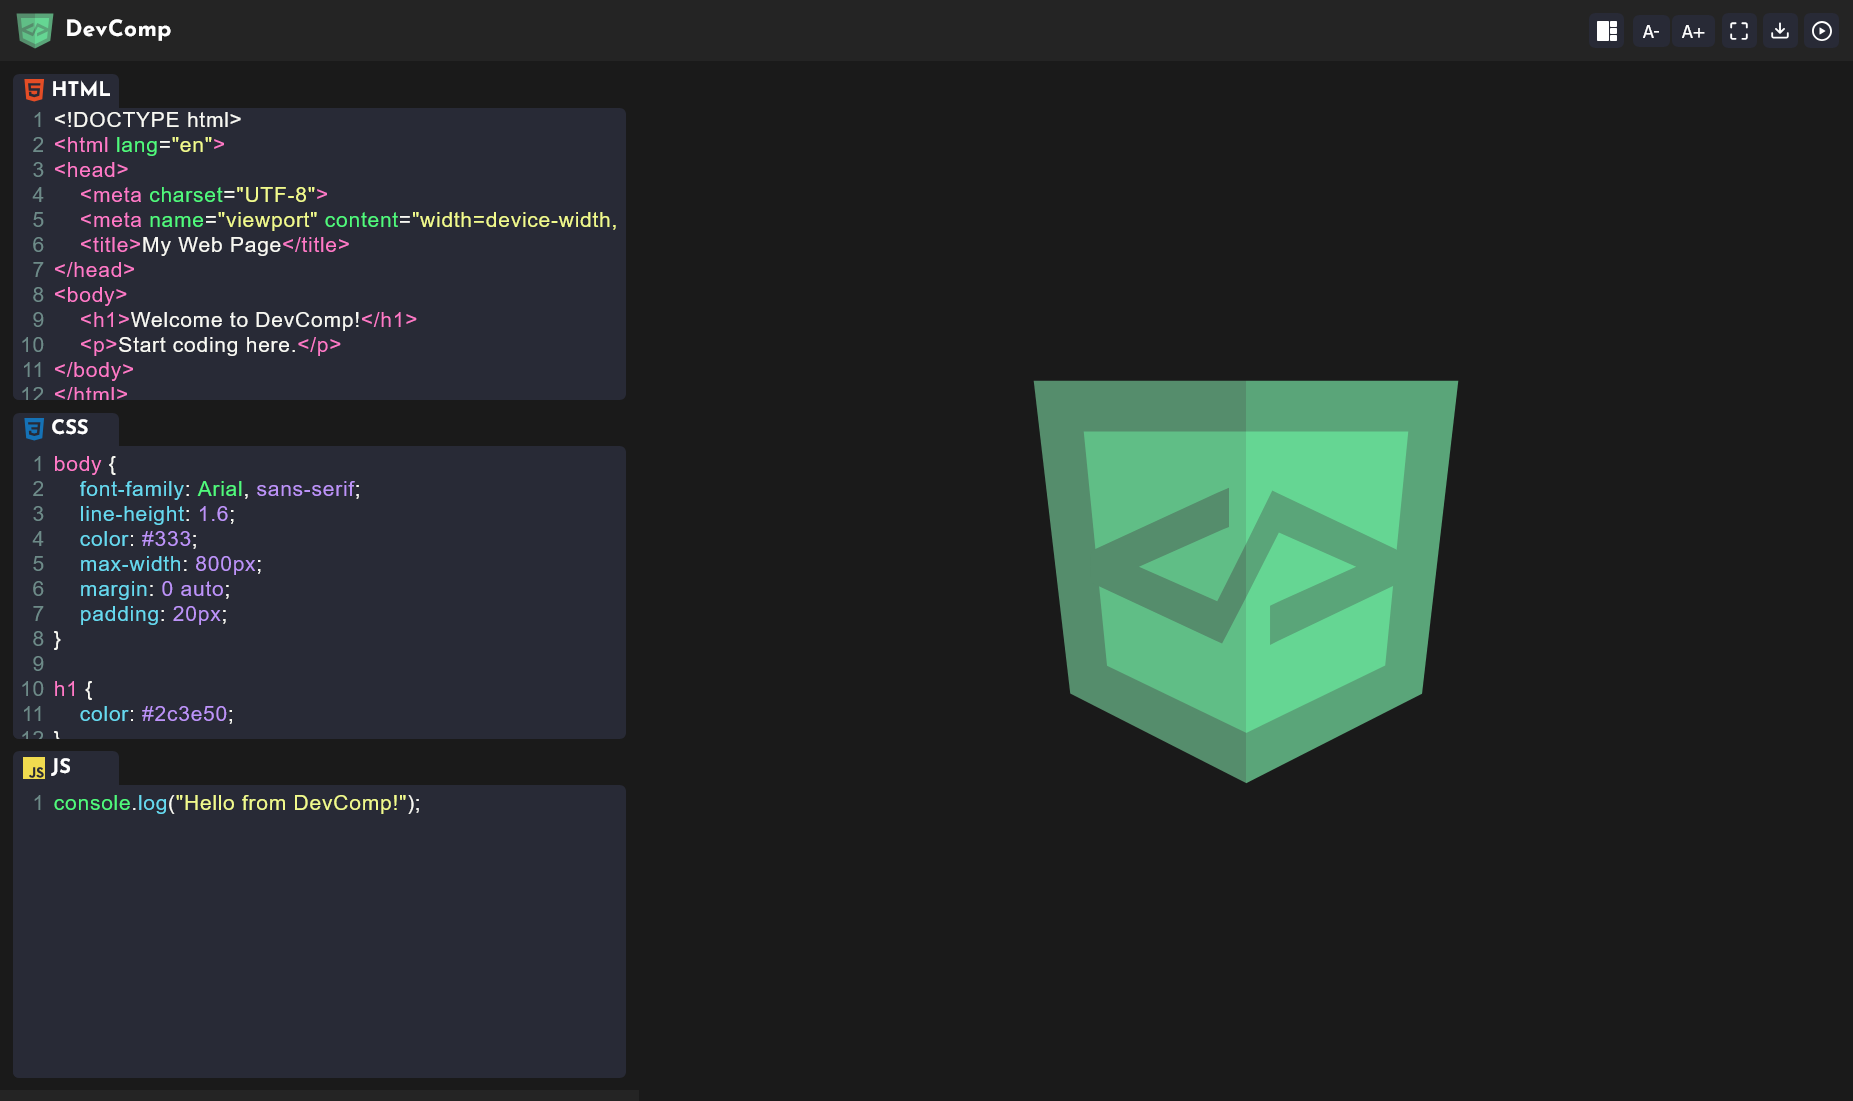 DevComp
A-
A+
HTML
1 <!DOCTYPE html>
2 <html lang="en">
3 <head>
4     <meta charset="UTF-8">
5     <meta name="viewport" content="width=device-width,
6     <title>My Web Page</title>
7 </head>
8 <body>
9     <h1>Welcome to DevComp!</h1>
10     <p>Start coding here.</p>
11 </body>
12 </html>
CSS
1 body {
2     font-family: Arial, sans-serif;
3     line-height: 1.6;
4     color: #333;
5     max-width: 800px;
6     margin: 0 auto;
7     padding: 20px;
8 }
9
10 h1 {
11     color: #2c3e50;
12 }
JS JS
1 console.log("Hello from DevComp!");